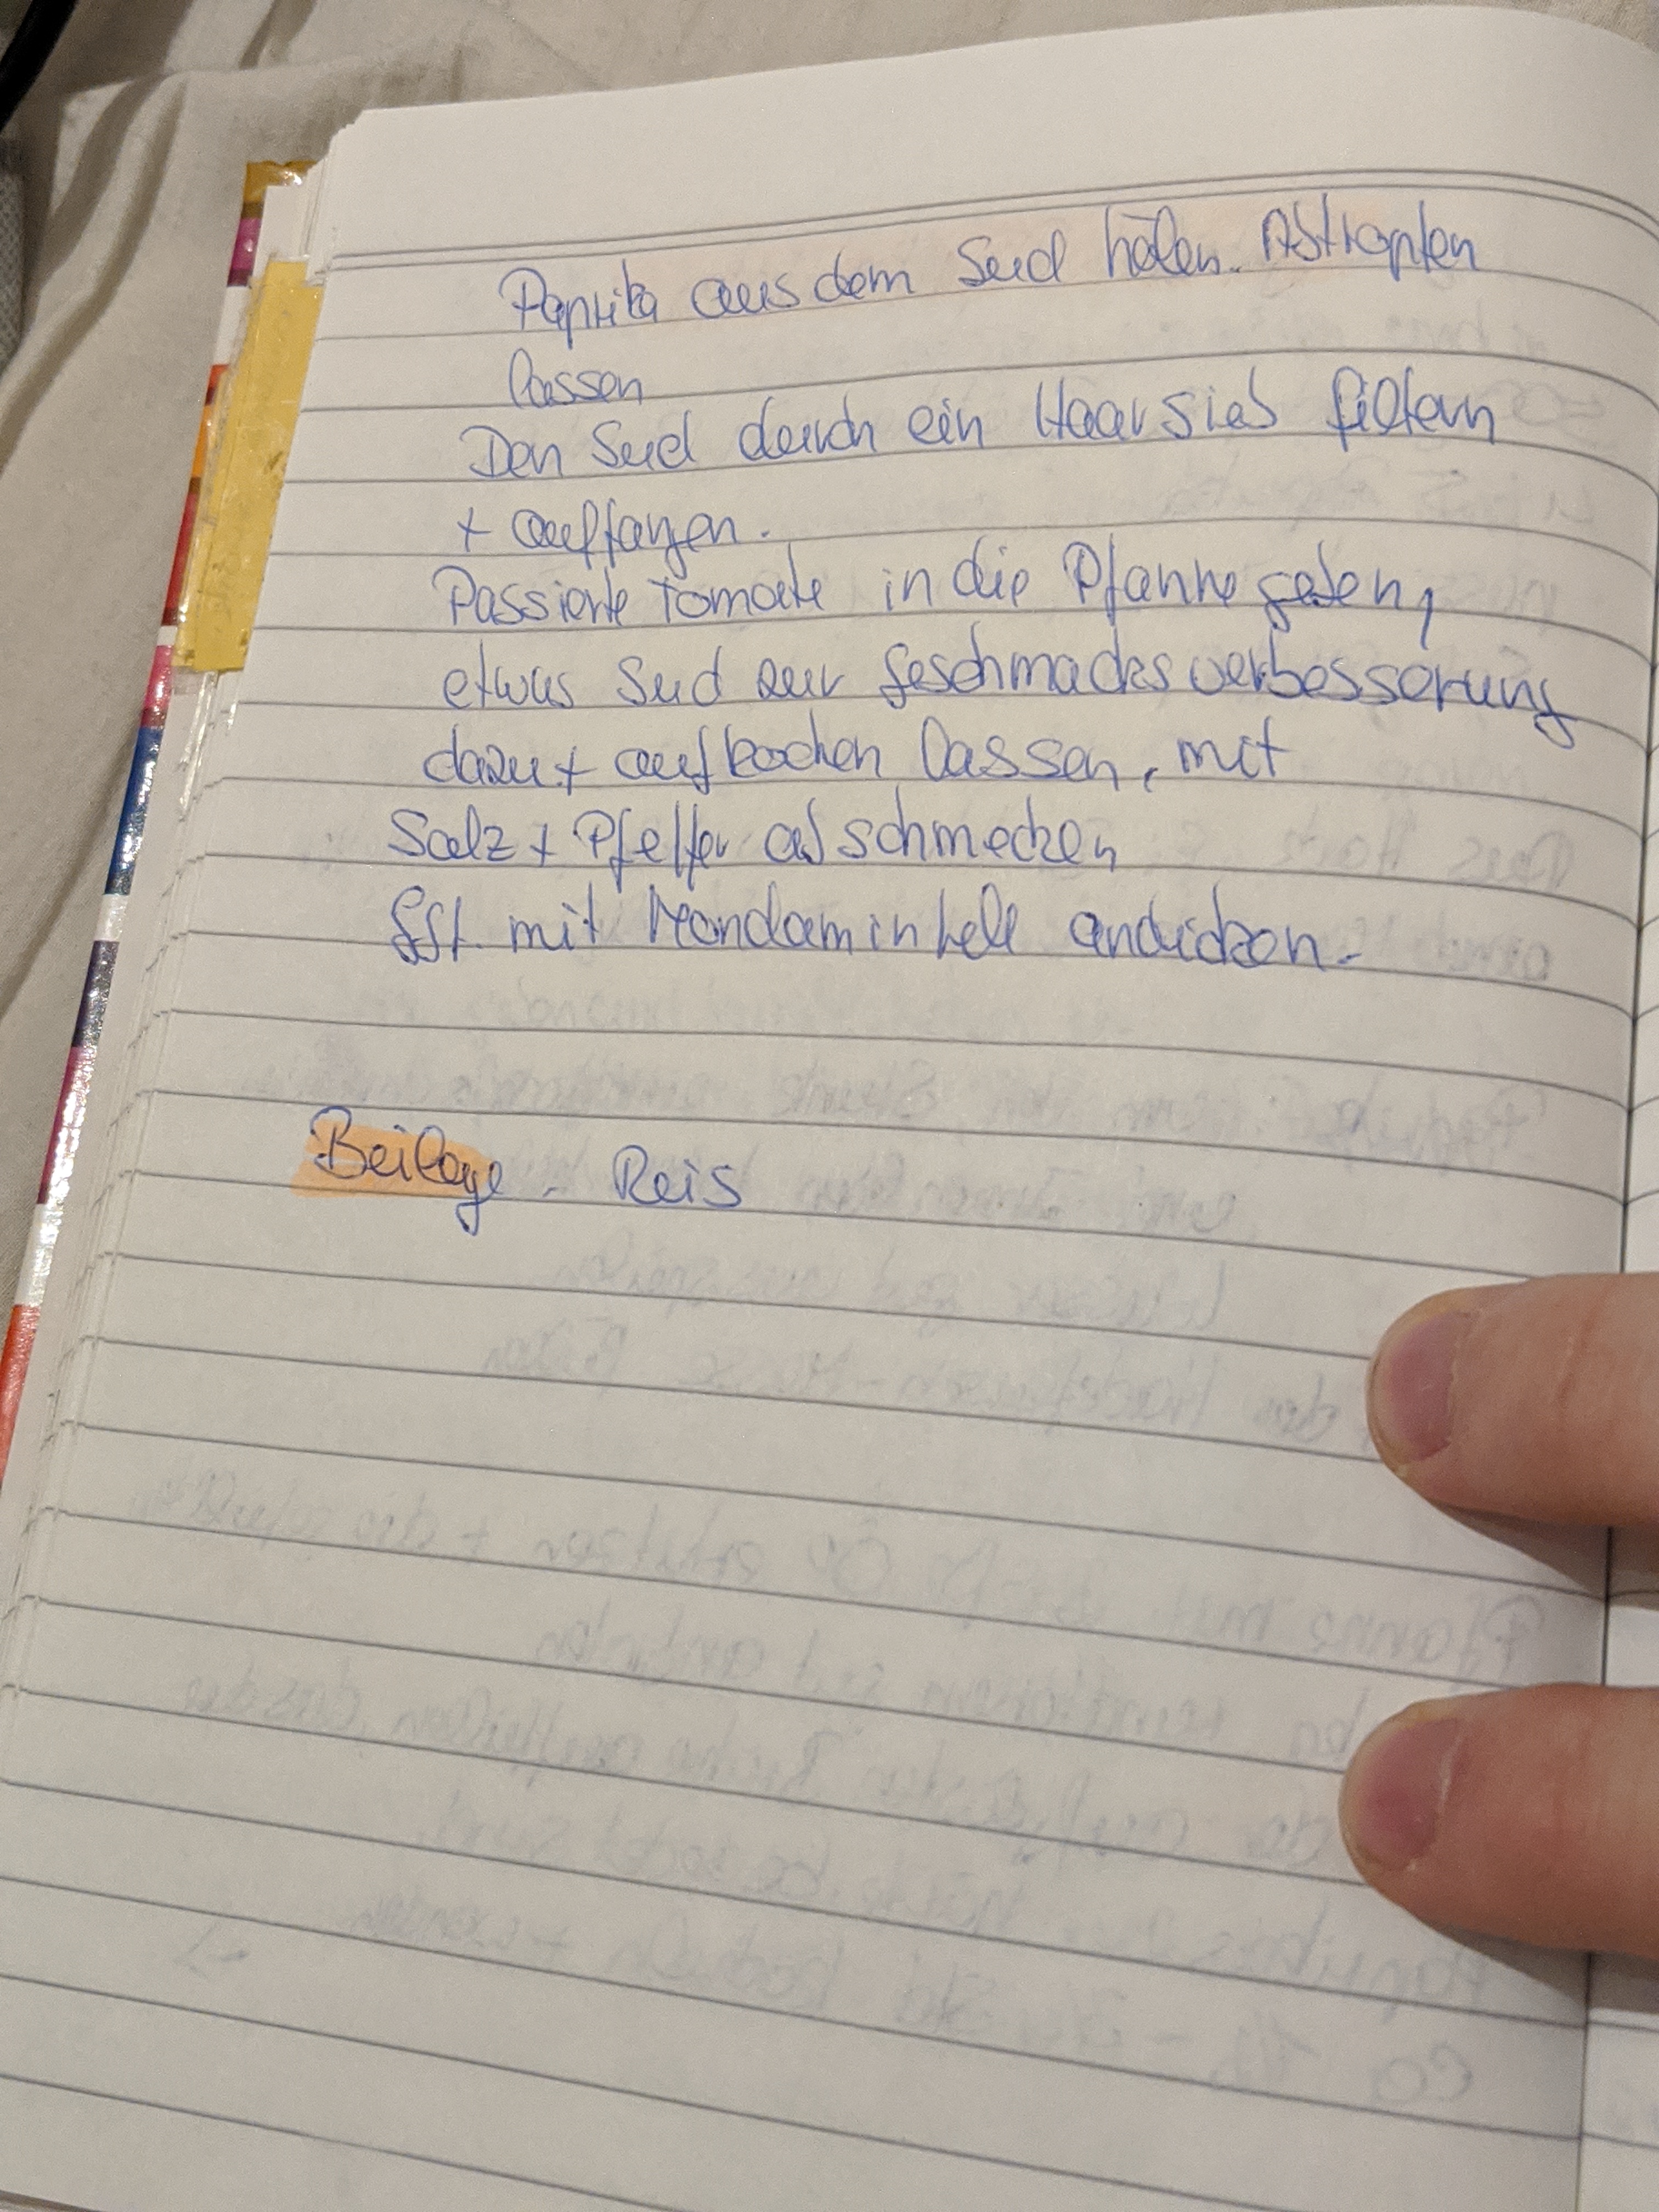 Paprika aus dem Sud holen. Abtropfen
lassen
Den Sud durch ein Haarsieb filtern
+ auffangen.
Passierte Tomate in die Pfanne geben,
etwas Sud zur Geschmacksverbesserung
dazu + aufkochen lassen, mit
Salz + Pfeffer abschmecken
Ggf. mit Mondamin hell andicken.
Beilage - Reis